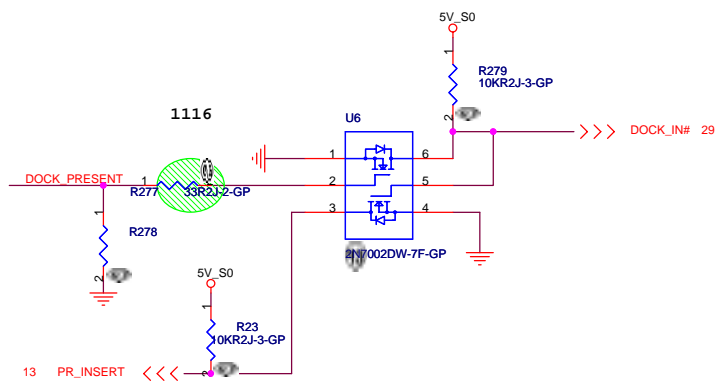 5V_S0
1
R279
10KR2J-3-GP
2
1116
U6
DOCK_IN# 29
1 6
DOCK_PRESENT 1 2 5
R277 33R2J-2-GP
3 4
1
R278
2
2N7002DW-7F-GP
5V_S0
1
R23
10KR2J-3-GP
2
13 PR_INSERT